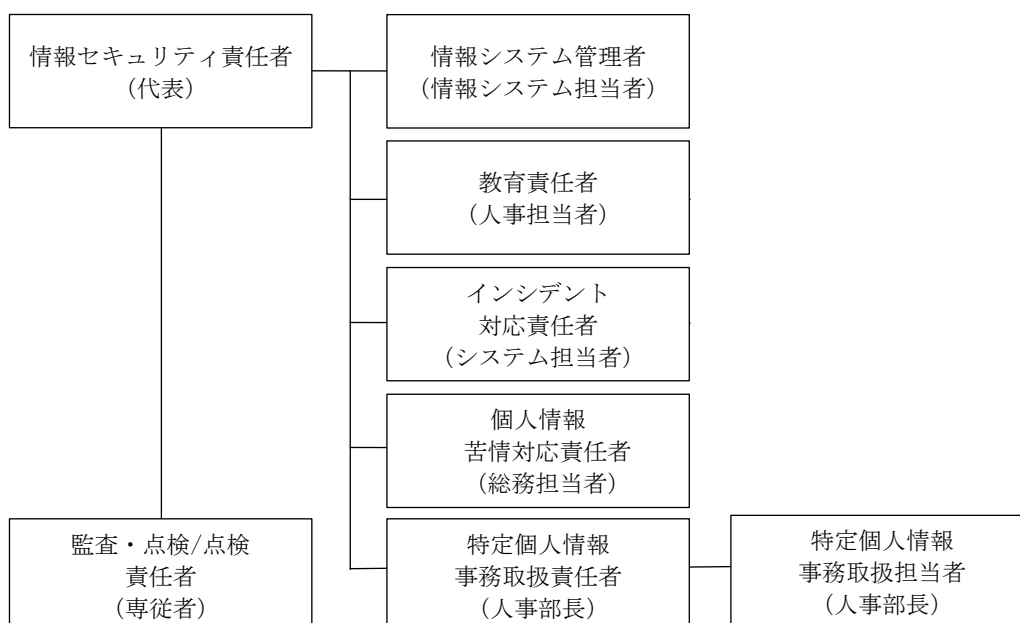 情報セキュリティ責任者
（代表）
情報システム管理者
（情報システム担当者）
教育責任者
（人事担当者）
インシデント
対応責任者
（システム担当者）
個人情報
苦情対応責任者
（総務担当者）
監査・点検/点検
責任者
（専従者）
特定個人情報
事務取扱責任者
（人事部長）
特定個人情報
事務取扱担当者
（人事部長）